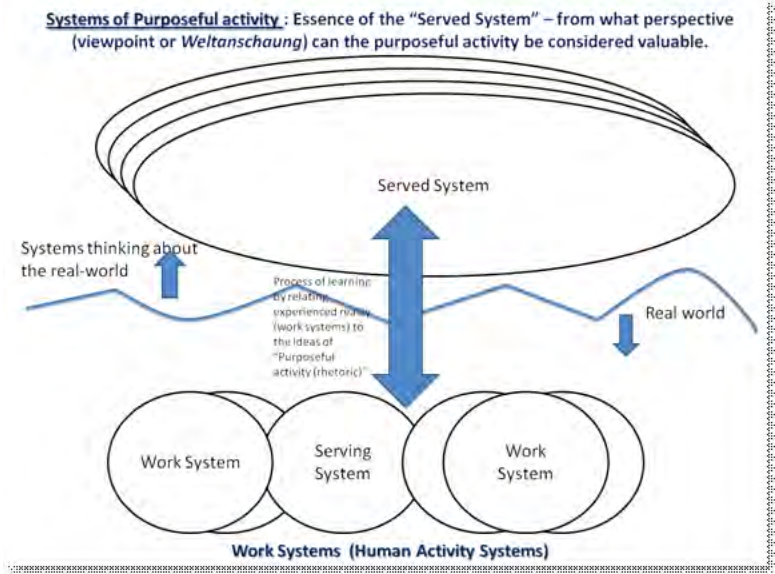 Systems of Purposeful activity : Essence of the "Served System" – from what perspective
(viewpoint or Weltanschaung) can the purposeful activity be considered valuable.
Served System
Systems thinking about
the real-world
Process of learning
by relating
experienced reality
(work systems) to
the ideas of
"Purposeful
activity (rhetoric)"
Real world
Work System
Serving
System
Work
System
Work Systems (Human Activity Systems)